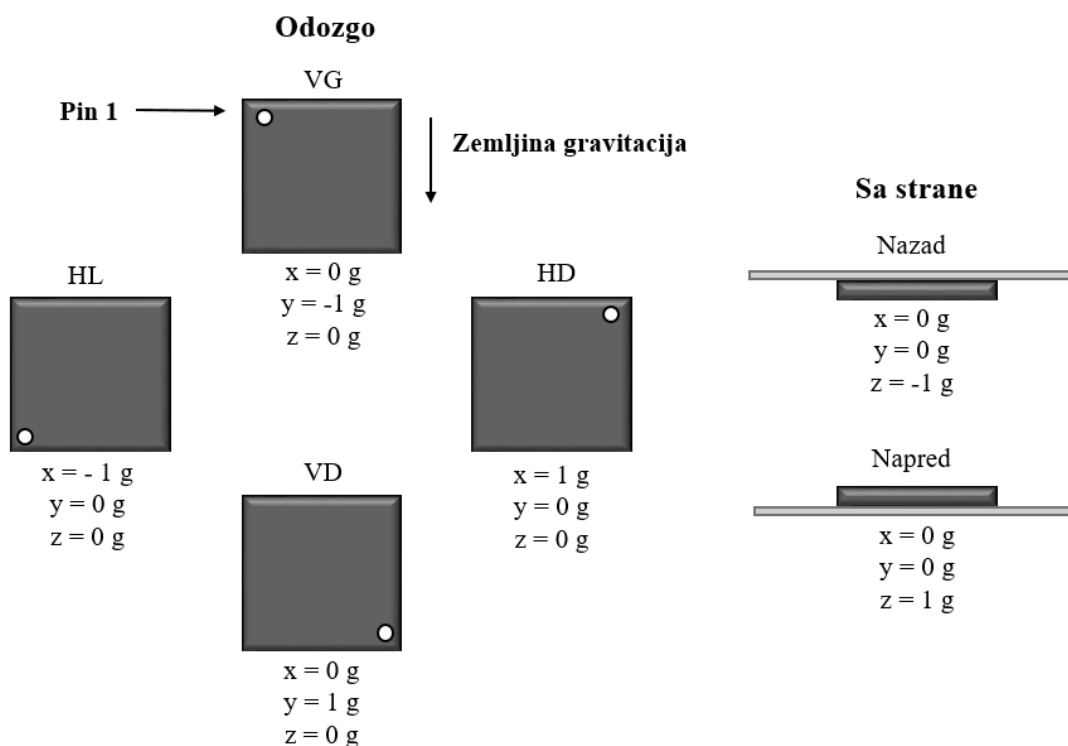 Odozgo
VG
Pin 1
Zemljina gravitacija
x = 0 g
y = -1 g
z = 0 g
HL
x = - 1 g
y = 0 g
z = 0 g
HD
x = 1 g
y = 0 g
z = 0 g
VD
x = 0 g
y = 1 g
z = 0 g
Sa strane
Nazad
x = 0 g
y = 0 g
z = -1 g
Napred
x = 0 g
y = 0 g
z = 1 g